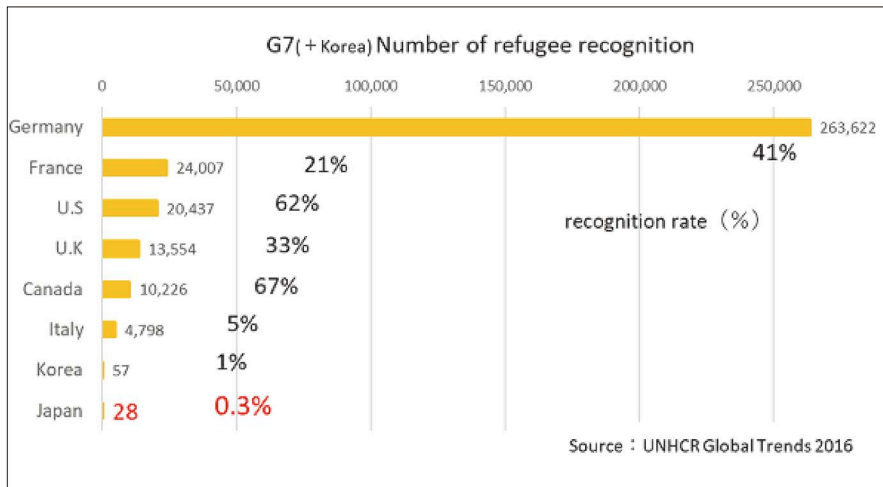 G7(+Korea) Number of refugee recognition
0 50,000 100,000 150,000 200,000 250,000
Germany 263,622
41%
France 24,007 21%
U.S 20,437 62%
recognition rate（%）
U.K 13,554 33%
Canada 10,226 67%
Italy 4,798 5%
Korea 57 1%
Japan 28 0.3%
Source：UNHCR Global Trends 2016